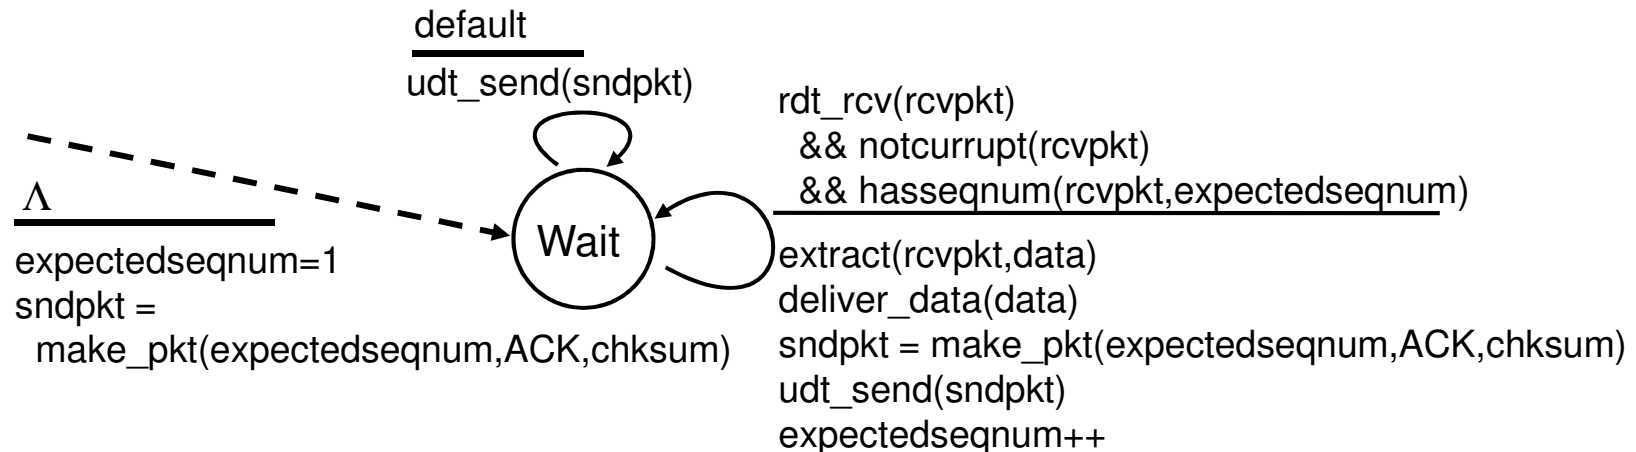 default
udt_send(sndpkt)
Λ
expectedseqnum=1
sndpkt =
make_pkt(expectedseqnum,ACK,chksum)
Wait
rdt_rcv(rcvpkt)
&& notcurrupt(rcvpkt)
&& hasseqnum(rcvpkt,expectedseqnum)
extract(rcvpkt,data)
deliver_data(data)
sndpkt = make_pkt(expectedseqnum,ACK,chksum)
udt_send(sndpkt)
expectedseqnum++